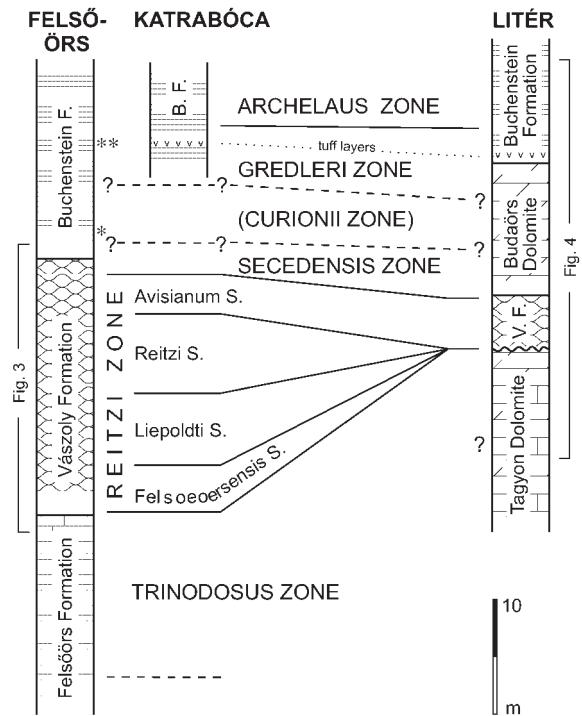 FELSŐ-
ÖRS
KATRABÓCA
LITÉR
Buchenstein F.
B. F.
Buchenstein
Formation
ARCHELAUS ZONE
tuff layers
**
GREDLERI ZONE
? ? ?
(CURIONII ZONE)
*
? ? ?
SECEDENSIS ZONE
Budaörs
Dolomite
Fig. 4
Fig. 3
Vászoly Formation
REITZI ZONE
Avisianum S.
Reitzi S.
Liepoldti S.
Felsoeoersensis S.
V. F.
?
Tagyon Dolomite
Felsőörs Formation
TRINODOSUS ZONE
10
m